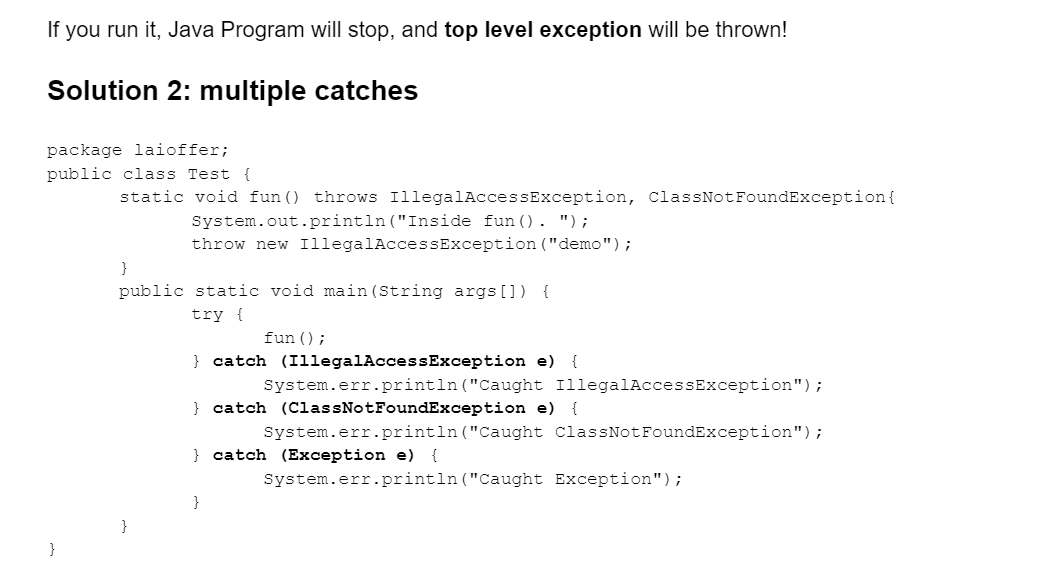 If you run it, Java Program will stop, and top level exception will be thrown!
Solution 2: multiple catches
package laioffer;
public class Test {
static void fun() throws IllegalAccessException, ClassNotFoundException{
System.out.println("Inside fun(). ");
throw new IllegalAccessException("demo");
}
public static void main(String args[]) {
try {
fun();
} catch (IllegalAccessException e) {
System.err.println("Caught IllegalAccessException");
} catch (ClassNotFoundException e) {
System.err.println("Caught ClassNotFoundException");
} catch (Exception e) {
System.err.println("Caught Exception");
}
}
}